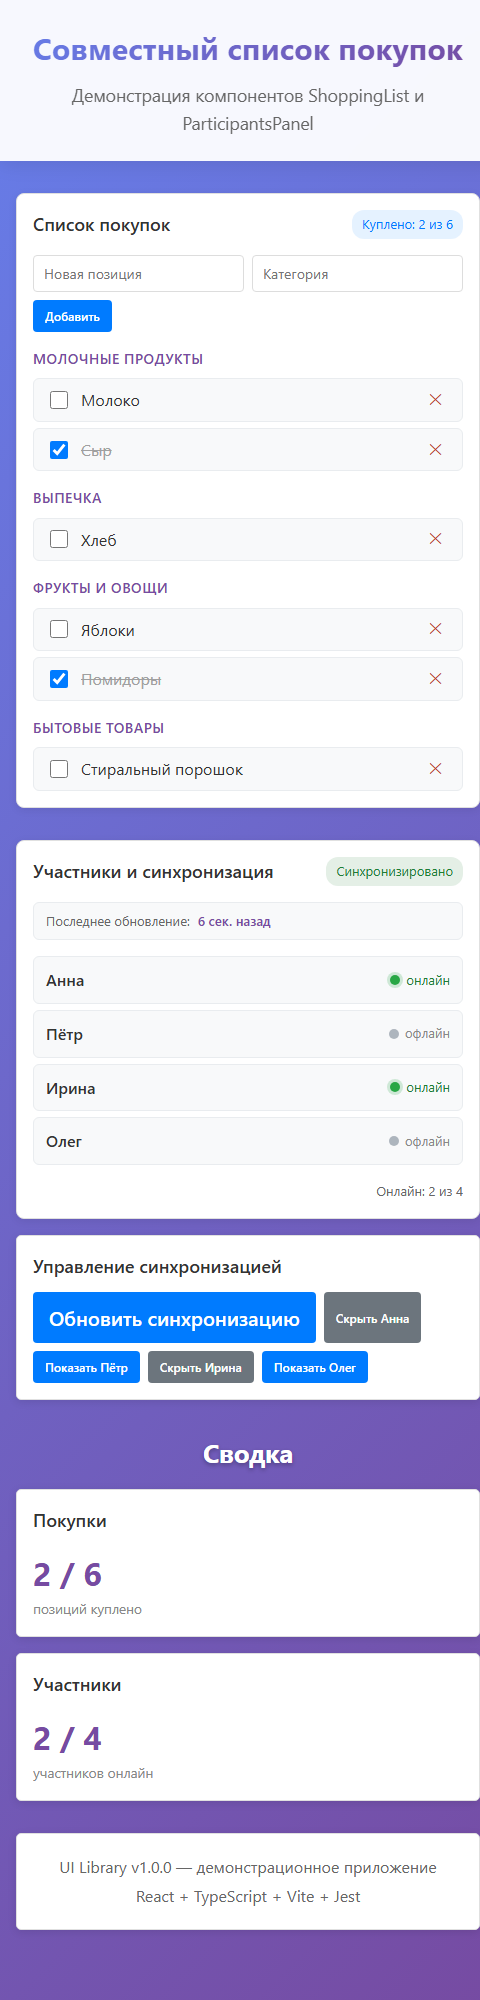 Совместный список покупок
Демонстрация компонентов ShoppingList и
ParticipantsPanel
Список покупок
Куплено: 2 из 6
Новая позиция
Категория
Добавить
МОЛОЧНЫЕ ПРОДУКТЫ
Молоко
Сыр
ВЫПЕЧКА
Хлеб
ФРУКТЫ И ОВОЩИ
Яблоки
Помидоры
БЫТОВЫЕ ТОВАРЫ
Стиральный порошок
Участники и синхронизация
Синхронизировано
Последнее обновление: 6 сек. назад
Анна
онлайн
Пётр
офлайн
Ирина
онлайн
Олег
офлайн
Онлайн: 2 из 4
Управление синхронизацией
Обновить синхронизацию
Скрыть Анна
Показать Пётр
Скрыть Ирина
Показать Олег
Сводка
Покупки
2 / 6
позиций куплено
Участники
2 / 4
участников онлайн
UI Library v1.0.0 — демонстрационное приложение
React + TypeScript + Vite + Jest